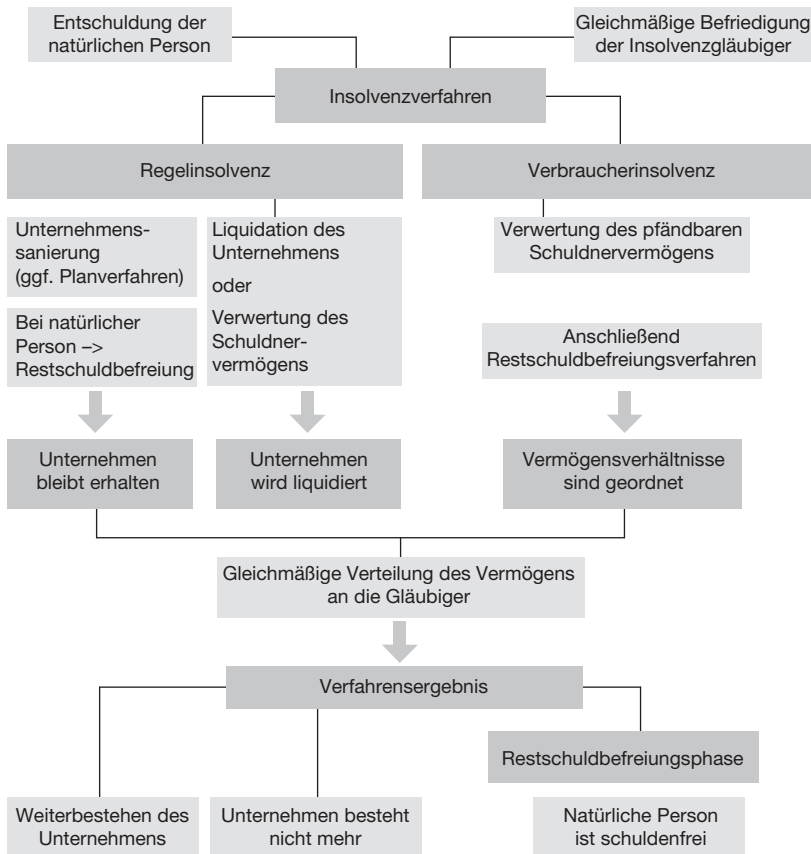 Entschuldung der
natürlichen Person
Gleichmäßige Befriedigung
der Insolvenzgläubiger
Insolvenzverfahren
Regelinsolvenz
Verbraucherinsolvenz
Unternehmens-
sanierung
(ggf. Planverfahren)
Liquidation des
Unternehmens
oder
Verwertung des
Schuldner-
vermögens
Verwertung des pfändbaren
Schuldnervermögens
Bei natürlicher
Person –>
Restschuldbefreiung
Anschließend
Restschuldbefreiungsverfahren
Unternehmen
bleibt erhalten
Unternehmen
wird liquidiert
Vermögensverhältnisse
sind geordnet
Gleichmäßige Verteilung des Vermögens
an die Gläubiger
Verfahrensergebnis
Restschuldbefreiungsphase
Weiterbestehen des
Unternehmens
Unternehmen besteht
nicht mehr
Natürliche Person
ist schuldenfrei